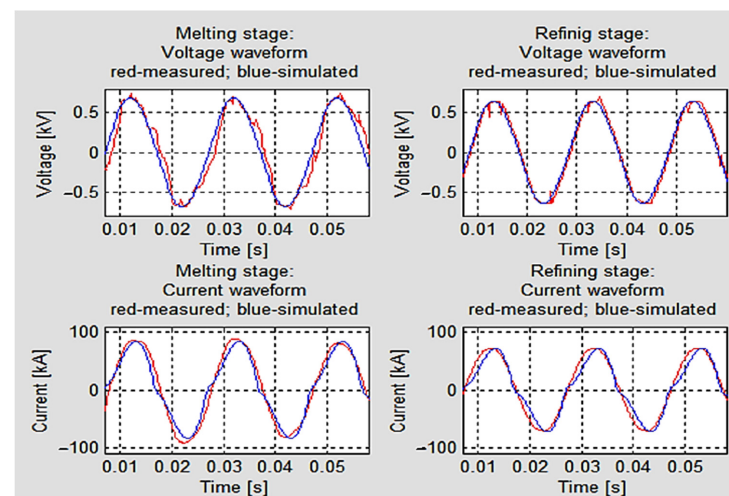 Melting stage:
Voltage waveform
red-measured; blue-simulated
Voltage [kV]
0.5
0
−0.5
0.01 0.02 0.03 0.04 0.05
Time [s]
Refinig stage:
Voltage waveform
red-measured; blue-simulated
Voltage [kV]
0.5
0
−0.5
0.01 0.02 0.03 0.04 0.05
Time [s]
Melting stage:
Current waveform
red-measured; blue-simulated
Current [kA]
100
0
−100
0.01 0.02 0.03 0.04 0.05
Time [s]
Refining stage:
Current waveform
red-measured; blue-simulated
Current [kA]
100
0
−100
0.01 0.02 0.03 0.04 0.05
Time [s]